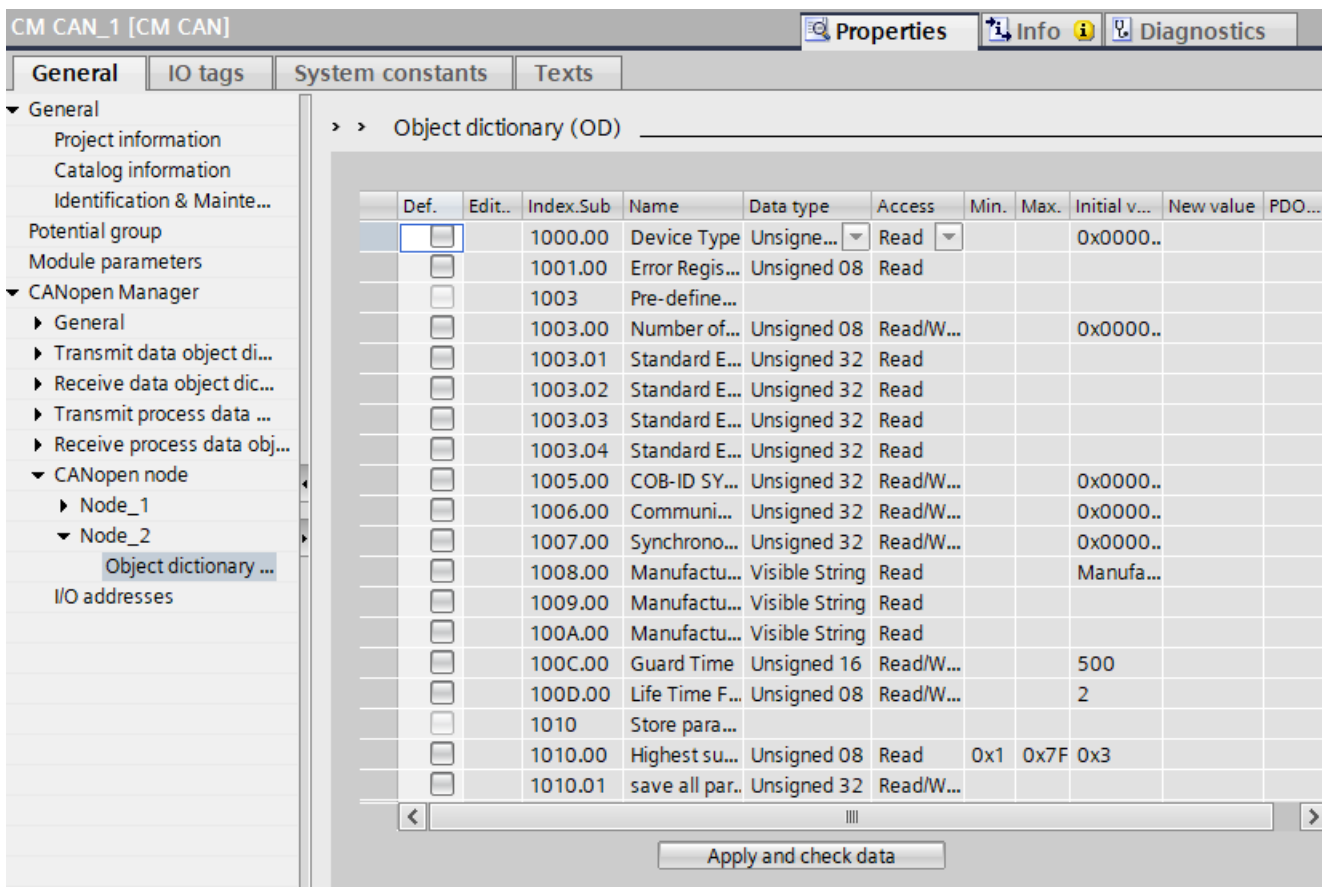 CM CAN_1 [CM CAN]
Properties Info Diagnostics
General IO tags System constants Texts
General
Project information
Catalog information
Identification & Mainte...
Potential group
Module parameters
CANopen Manager
General
Transmit data object di...
Receive data object dic...
Transmit process data ...
Receive process data obj...
CANopen node
Node_1
Node_2
Object dictionary ...
I/O addresses
> > Object dictionary (OD)
Def. Edit.. Index.Sub Name Data type Access Min. Max. Initial v... New value PDO...
1000.00 Device Type Unsigne... Read 0x0000..
1001.00 Error Regis... Unsigned 08 Read
1003 Pre-define...
1003.00 Number of... Unsigned 08 Read/W... 0x0000..
1003.01 Standard E... Unsigned 32 Read
1003.02 Standard E... Unsigned 32 Read
1003.03 Standard E... Unsigned 32 Read
1003.04 Standard E... Unsigned 32 Read
1005.00 COB-ID SY... Unsigned 32 Read/W... 0x0000..
1006.00 Communi... Unsigned 32 Read/W... 0x0000..
1007.00 Synchrono... Unsigned 32 Read/W... 0x0000..
1008.00 Manufactu... Visible String Read Manufa...
1009.00 Manufactu... Visible String Read
100A.00 Manufactu... Visible String Read
100C.00 Guard Time Unsigned 16 Read/W... 500
100D.00 Life Time F... Unsigned 08 Read/W... 2
1010 Store para...
1010.00 Highest su... Unsigned 08 Read 0x1 0x7F 0x3
1010.01 save all par.. Unsigned 32 Read/W...
Apply and check data